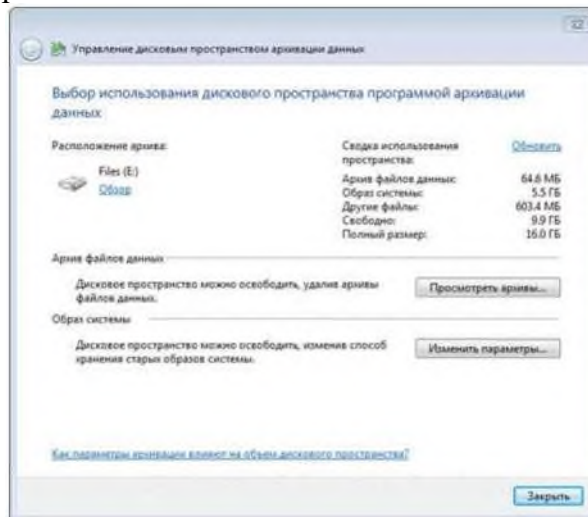 Управление дисковым пространством архивации данных
Выбор использования дискового пространства программой архивации
данных
Расположение архива:
Files (E:)
Обзор
Сводка использования
пространства:
Обновить
Архив файлов данных: 64.6 МБ
Образ системы: 5.5 ГБ
Другие файлы: 603.4 МБ
Свободно: 9.9 ГБ
Полный размер: 16.0 ГБ
Архив файлов данных
Дисковое пространство можно освободить, удалив архивы
файлов данных.
Просмотреть архивы...
Образ системы
Дисковое пространство можно освободить, изменив способ
хранения старых образов системы.
Изменить параметры...
Как параметры архивации влияют на объем дискового пространства?
Закрыть